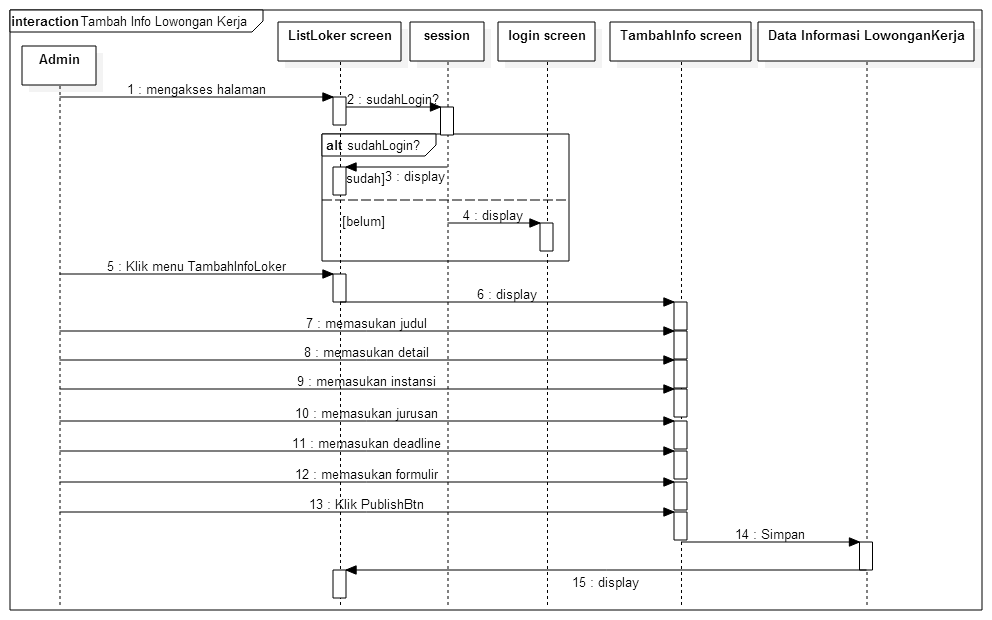 interaction Tambah Info Lowongan Kerja
Admin
ListLoker screen
session
login screen
TambahInfo screen
Data Informasi LowonganKerja
1 : mengakses halaman
2 : sudahLogin?
alt sudahLogin?
sudah]
3 : display
[belum]
4 : display
5 : Klik menu TambahInfoLoker
6 : display
7 : memasukan judul
8 : memasukan detail
9 : memasukan instansi
10 : memasukan jurusan
11 : memasukan deadline
12 : memasukan formulir
13 : Klik PublishBtn
14 : Simpan
15 : display